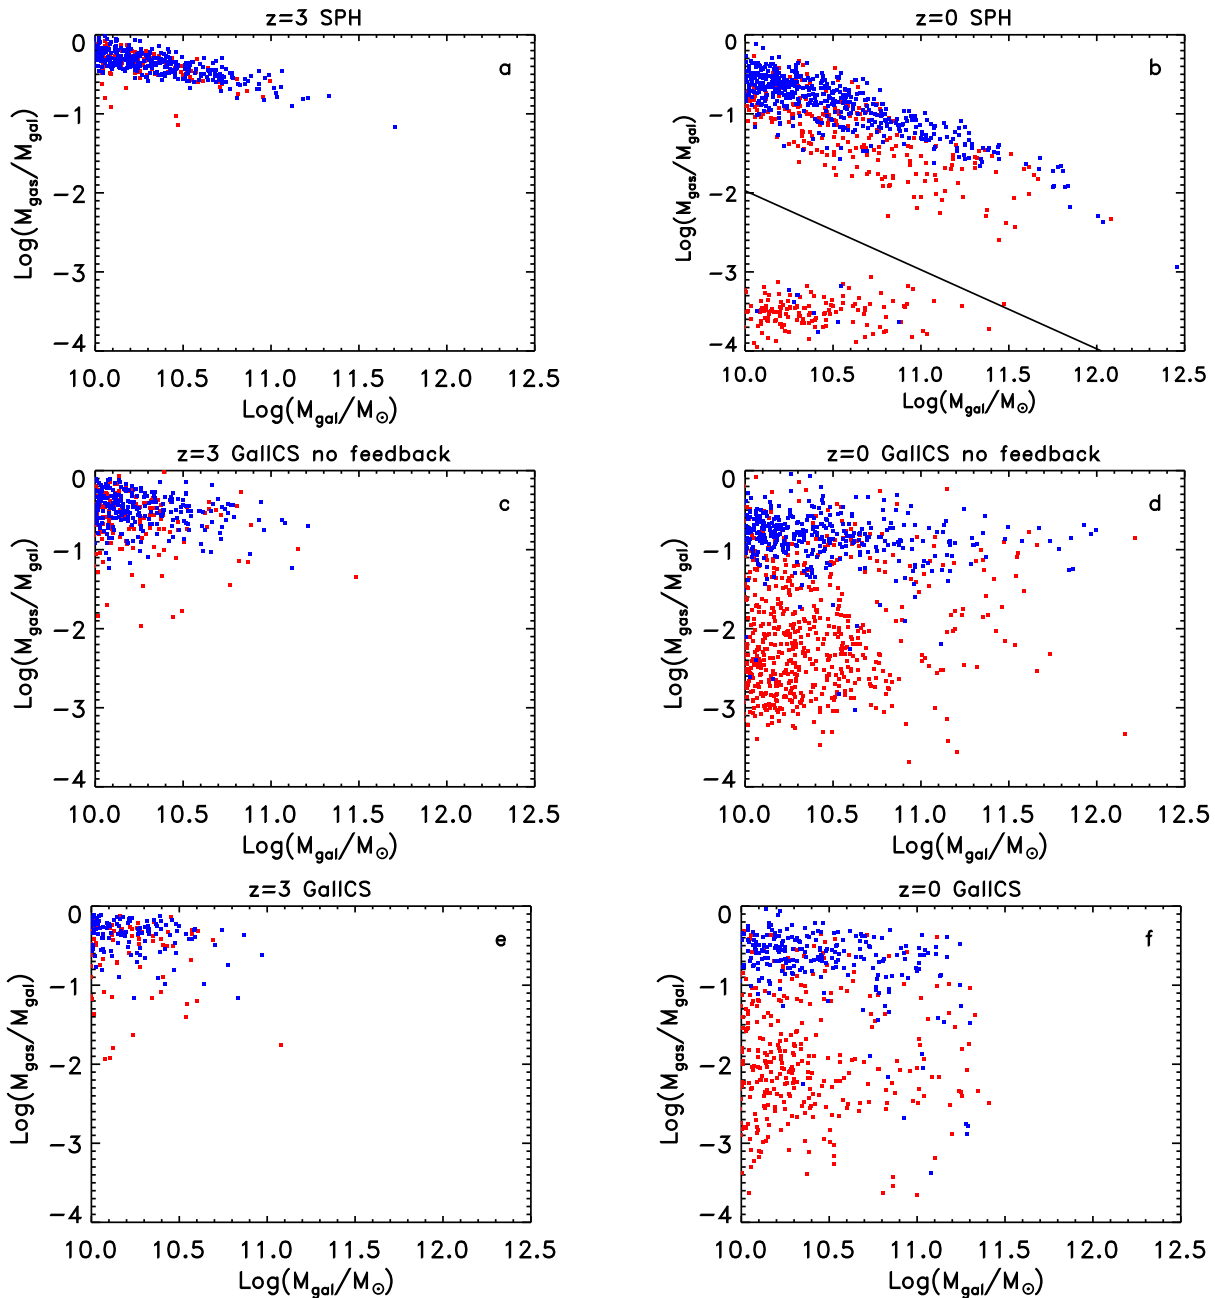 z=3 SPH
a
0
−1
−2
−3
−4
Log(M_gas/M_gal)
10.0 10.5 11.0 11.5 12.0 12.5
Log(M_gal/M_⊙)
z=0 SPH
b
0
−1
−2
−3
−4
Log(M_gas/M_gal)
10.0 10.5 11.0 11.5 12.0 12.5
Log(M_gal/M_⊙)
z=3 GalICS no feedback
c
0
−1
−2
−3
−4
Log(M_gas/M_gal)
10.0 10.5 11.0 11.5 12.0 12.5
Log(M_gal/M_⊙)
z=0 GalICS no feedback
d
0
−1
−2
−3
−4
Log(M_gas/M_gal)
10.0 10.5 11.0 11.5 12.0 12.5
Log(M_gal/M_⊙)
z=3 GalICS
e
0
−1
−2
−3
−4
Log(M_gas/M_gal)
10.0 10.5 11.0 11.5 12.0 12.5
Log(M_gal/M_⊙)
z=0 GalICS
f
0
−1
−2
−3
−4
Log(M_gas/M_gal)
10.0 10.5 11.0 11.5 12.0 12.5
Log(M_gal/M_⊙)